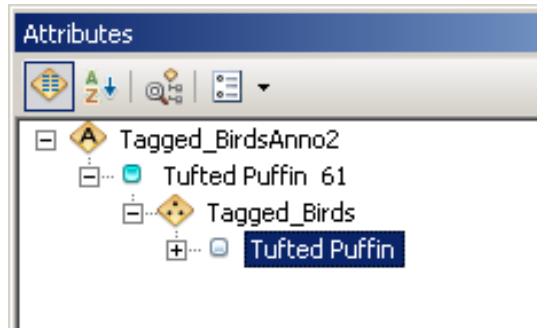 Attributes
A Z
A Tagged_BirdsAnno2
Tufted Puffin 61
Tagged_Birds
Tufted Puffin